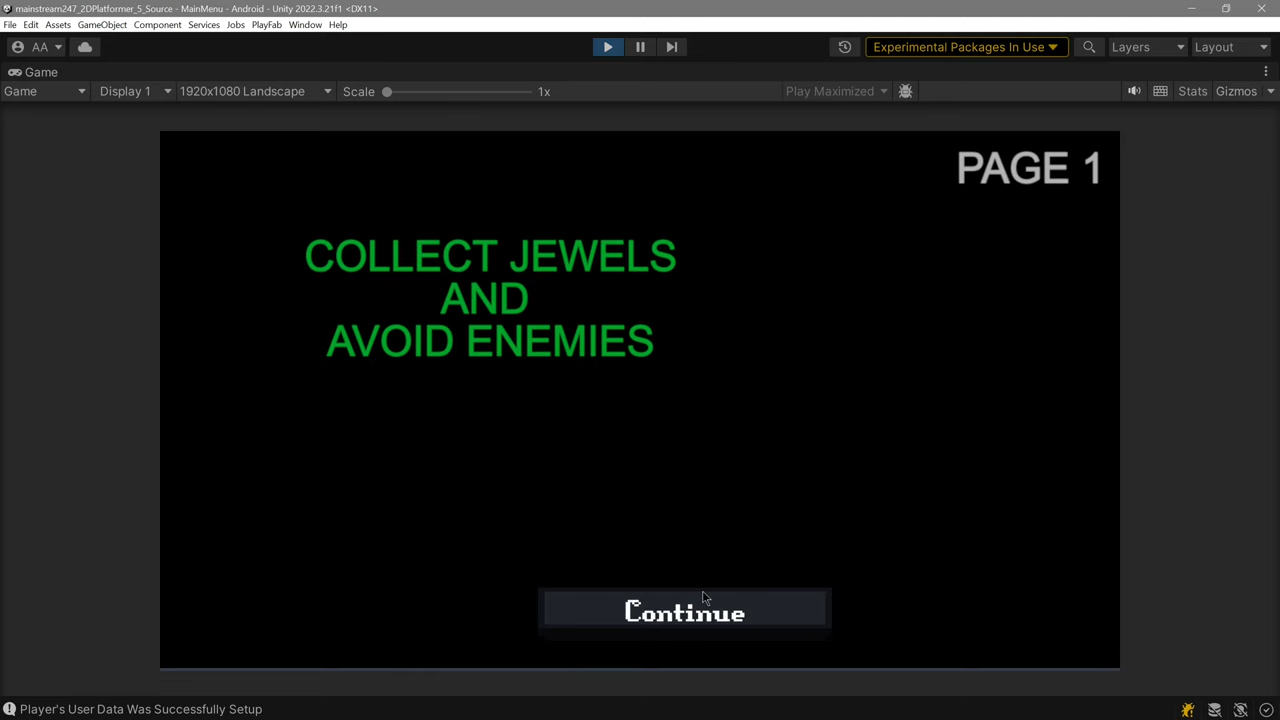 mainstream247_2DPlatformer_5_Source - MainMenu - Android - Unity 2022.3.21f1 <DX11>
File Edit Assets GameObject Component Services Jobs PlayFab Window Help
AA Experimental Packages In Use Layers Layout
Game
Game Display 1 1920x1080 Landscape Scale 1x Play Maximized Stats Gizmos
PAGE 1
COLLECT JEWELS
AND
AVOID ENEMIES
Continue
Player's User Data Was Successfully Setup